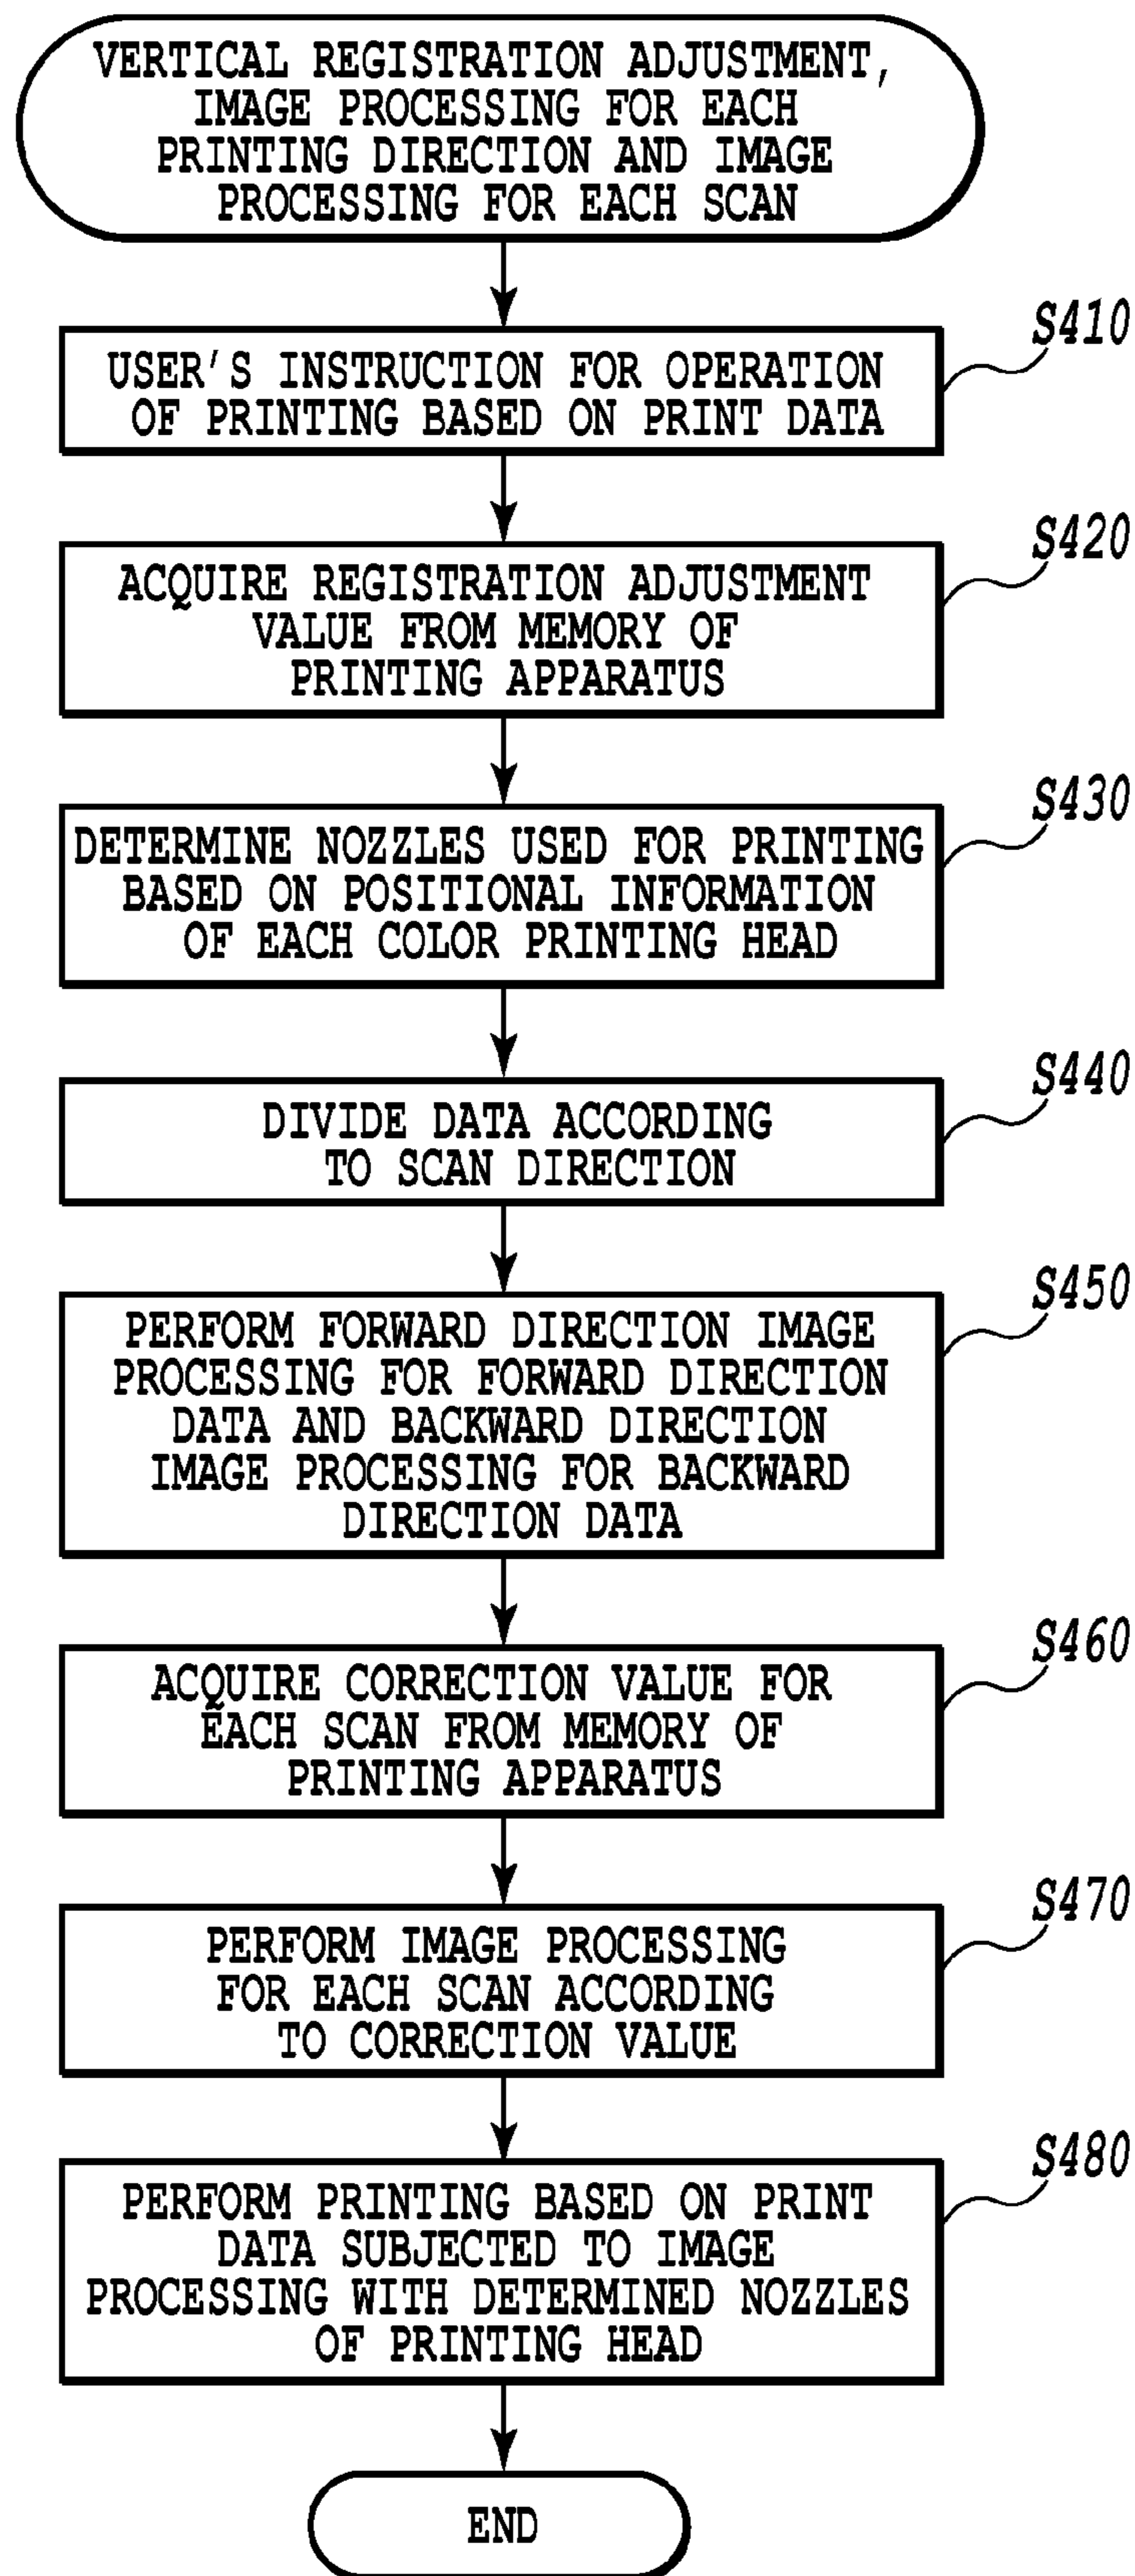 VERTICAL REGISTRATION ADJUSTMENT,
IMAGE PROCESSING FOR EACH
PRINTING DIRECTION AND IMAGE
PROCESSING FOR EACH SCAN
S410
USER'S INSTRUCTION FOR OPERATION
OF PRINTING BASED ON PRINT DATA
S420
ACQUIRE REGISTRATION ADJUSTMENT
VALUE FROM MEMORY OF
PRINTING APPARATUS
S430
DETERMINE NOZZLES USED FOR PRINTING
BASED ON POSITIONAL INFORMATION
OF EACH COLOR PRINTING HEAD
S440
DIVIDE DATA ACCORDING
TO SCAN DIRECTION
S450
PERFORM FORWARD DIRECTION IMAGE
PROCESSING FOR FORWARD DIRECTION
DATA AND BACKWARD DIRECTION
IMAGE PROCESSING FOR BACKWARD
DIRECTION DATA
S460
ACQUIRE CORRECTION VALUE FOR
EACH SCAN FROM MEMORY OF
PRINTING APPARATUS
S470
PERFORM IMAGE PROCESSING
FOR EACH SCAN ACCORDING
TO CORRECTION VALUE
S480
PERFORM PRINTING BASED ON PRINT
DATA SUBJECTED TO IMAGE
PROCESSING WITH DETERMINED NOZZLES
OF PRINTING HEAD
END